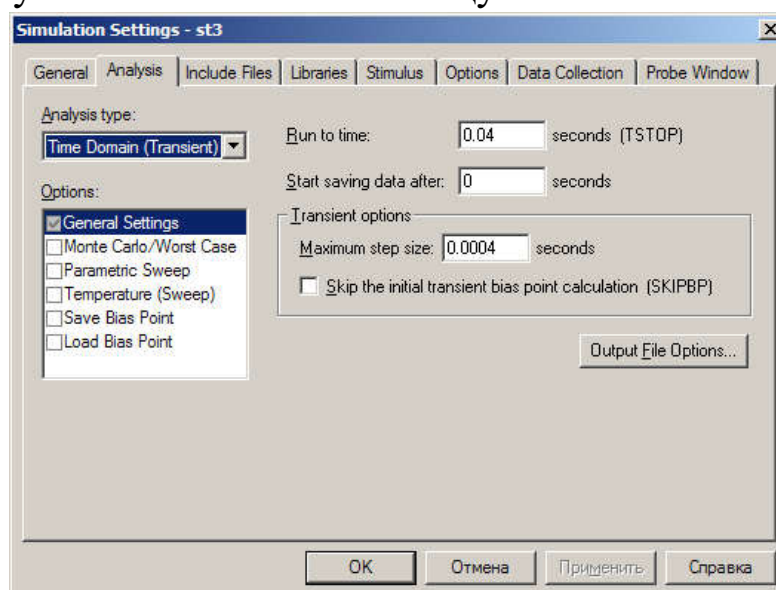 Simulation Settings - st3
General Analysis Include Files Libraries Stimulus Options Data Collection Probe Window
Analysis type:
Time Domain (Transient)
Options:
General Settings
Monte Carlo/Worst Case
Parametric Sweep
Temperature (Sweep)
Save Bias Point
Load Bias Point
Run to time: 0.04 seconds (TSTOP)
Start saving data after: 0 seconds
Transient options
Maximum step size: 0.0004 seconds
Skip the initial transient bias point calculation (SKIPBP)
Output File Options...
OK Отмена Применить Справка